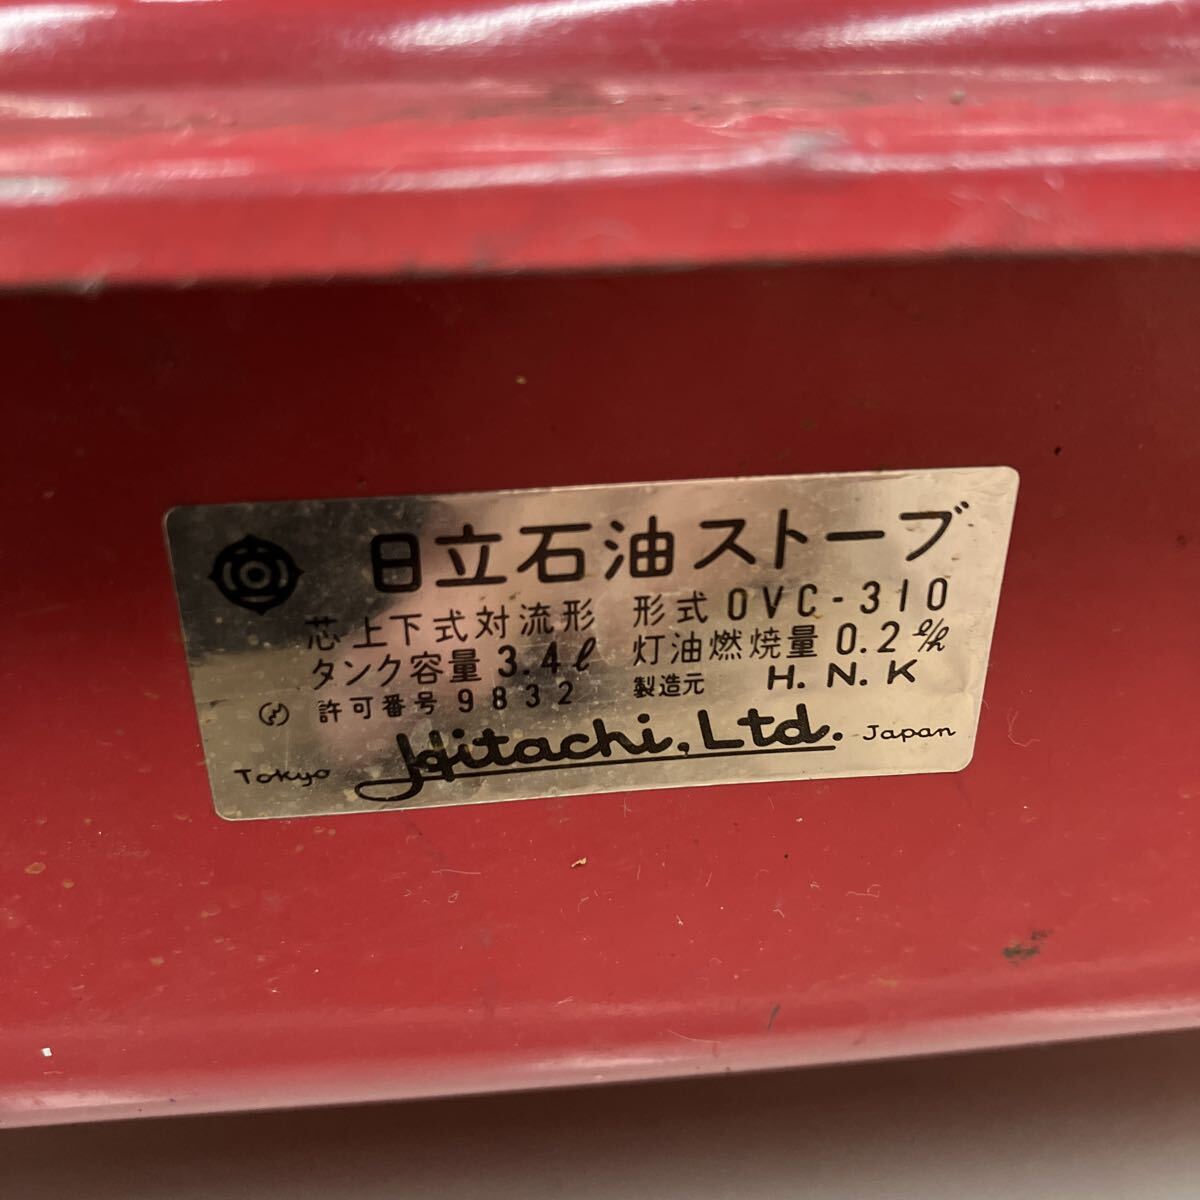 日立石油ストーブ
芯上下式対流形 形式 OVC-310
タンク容量 3.4ℓ 灯油燃焼量 0.2ℓ/h
許可番号 9832 製造元 H.N.K
Tokyo Hitachi, Ltd. Japan